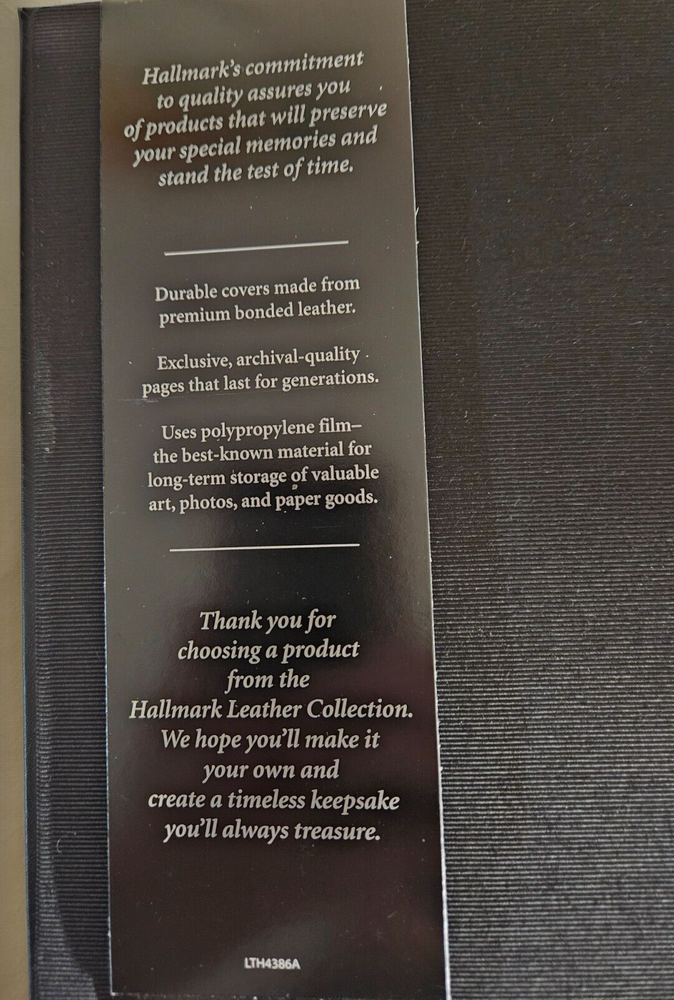 Hallmark's commitment
to quality assures you
of products that will preserve
your special memories and
stand the test of time.
Durable covers made from
premium bonded leather.
Exclusive, archival-quality
pages that last for generations.
Uses polypropylene film–
the best-known material for
long-term storage of valuable
art, photos, and paper goods.
Thank you for
choosing a product
from the
Hallmark Leather Collection.
We hope you'll make it
your own and
create a timeless keepsake
you'll always treasure.
LTH4386A